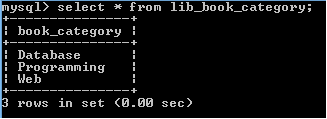 mysql> select * from lib_book_category;
+---------------+
| book_category |
+---------------+
| Database      |
| Programming   |
| Web           |
+---------------+
3 rows in set (0.00 sec)